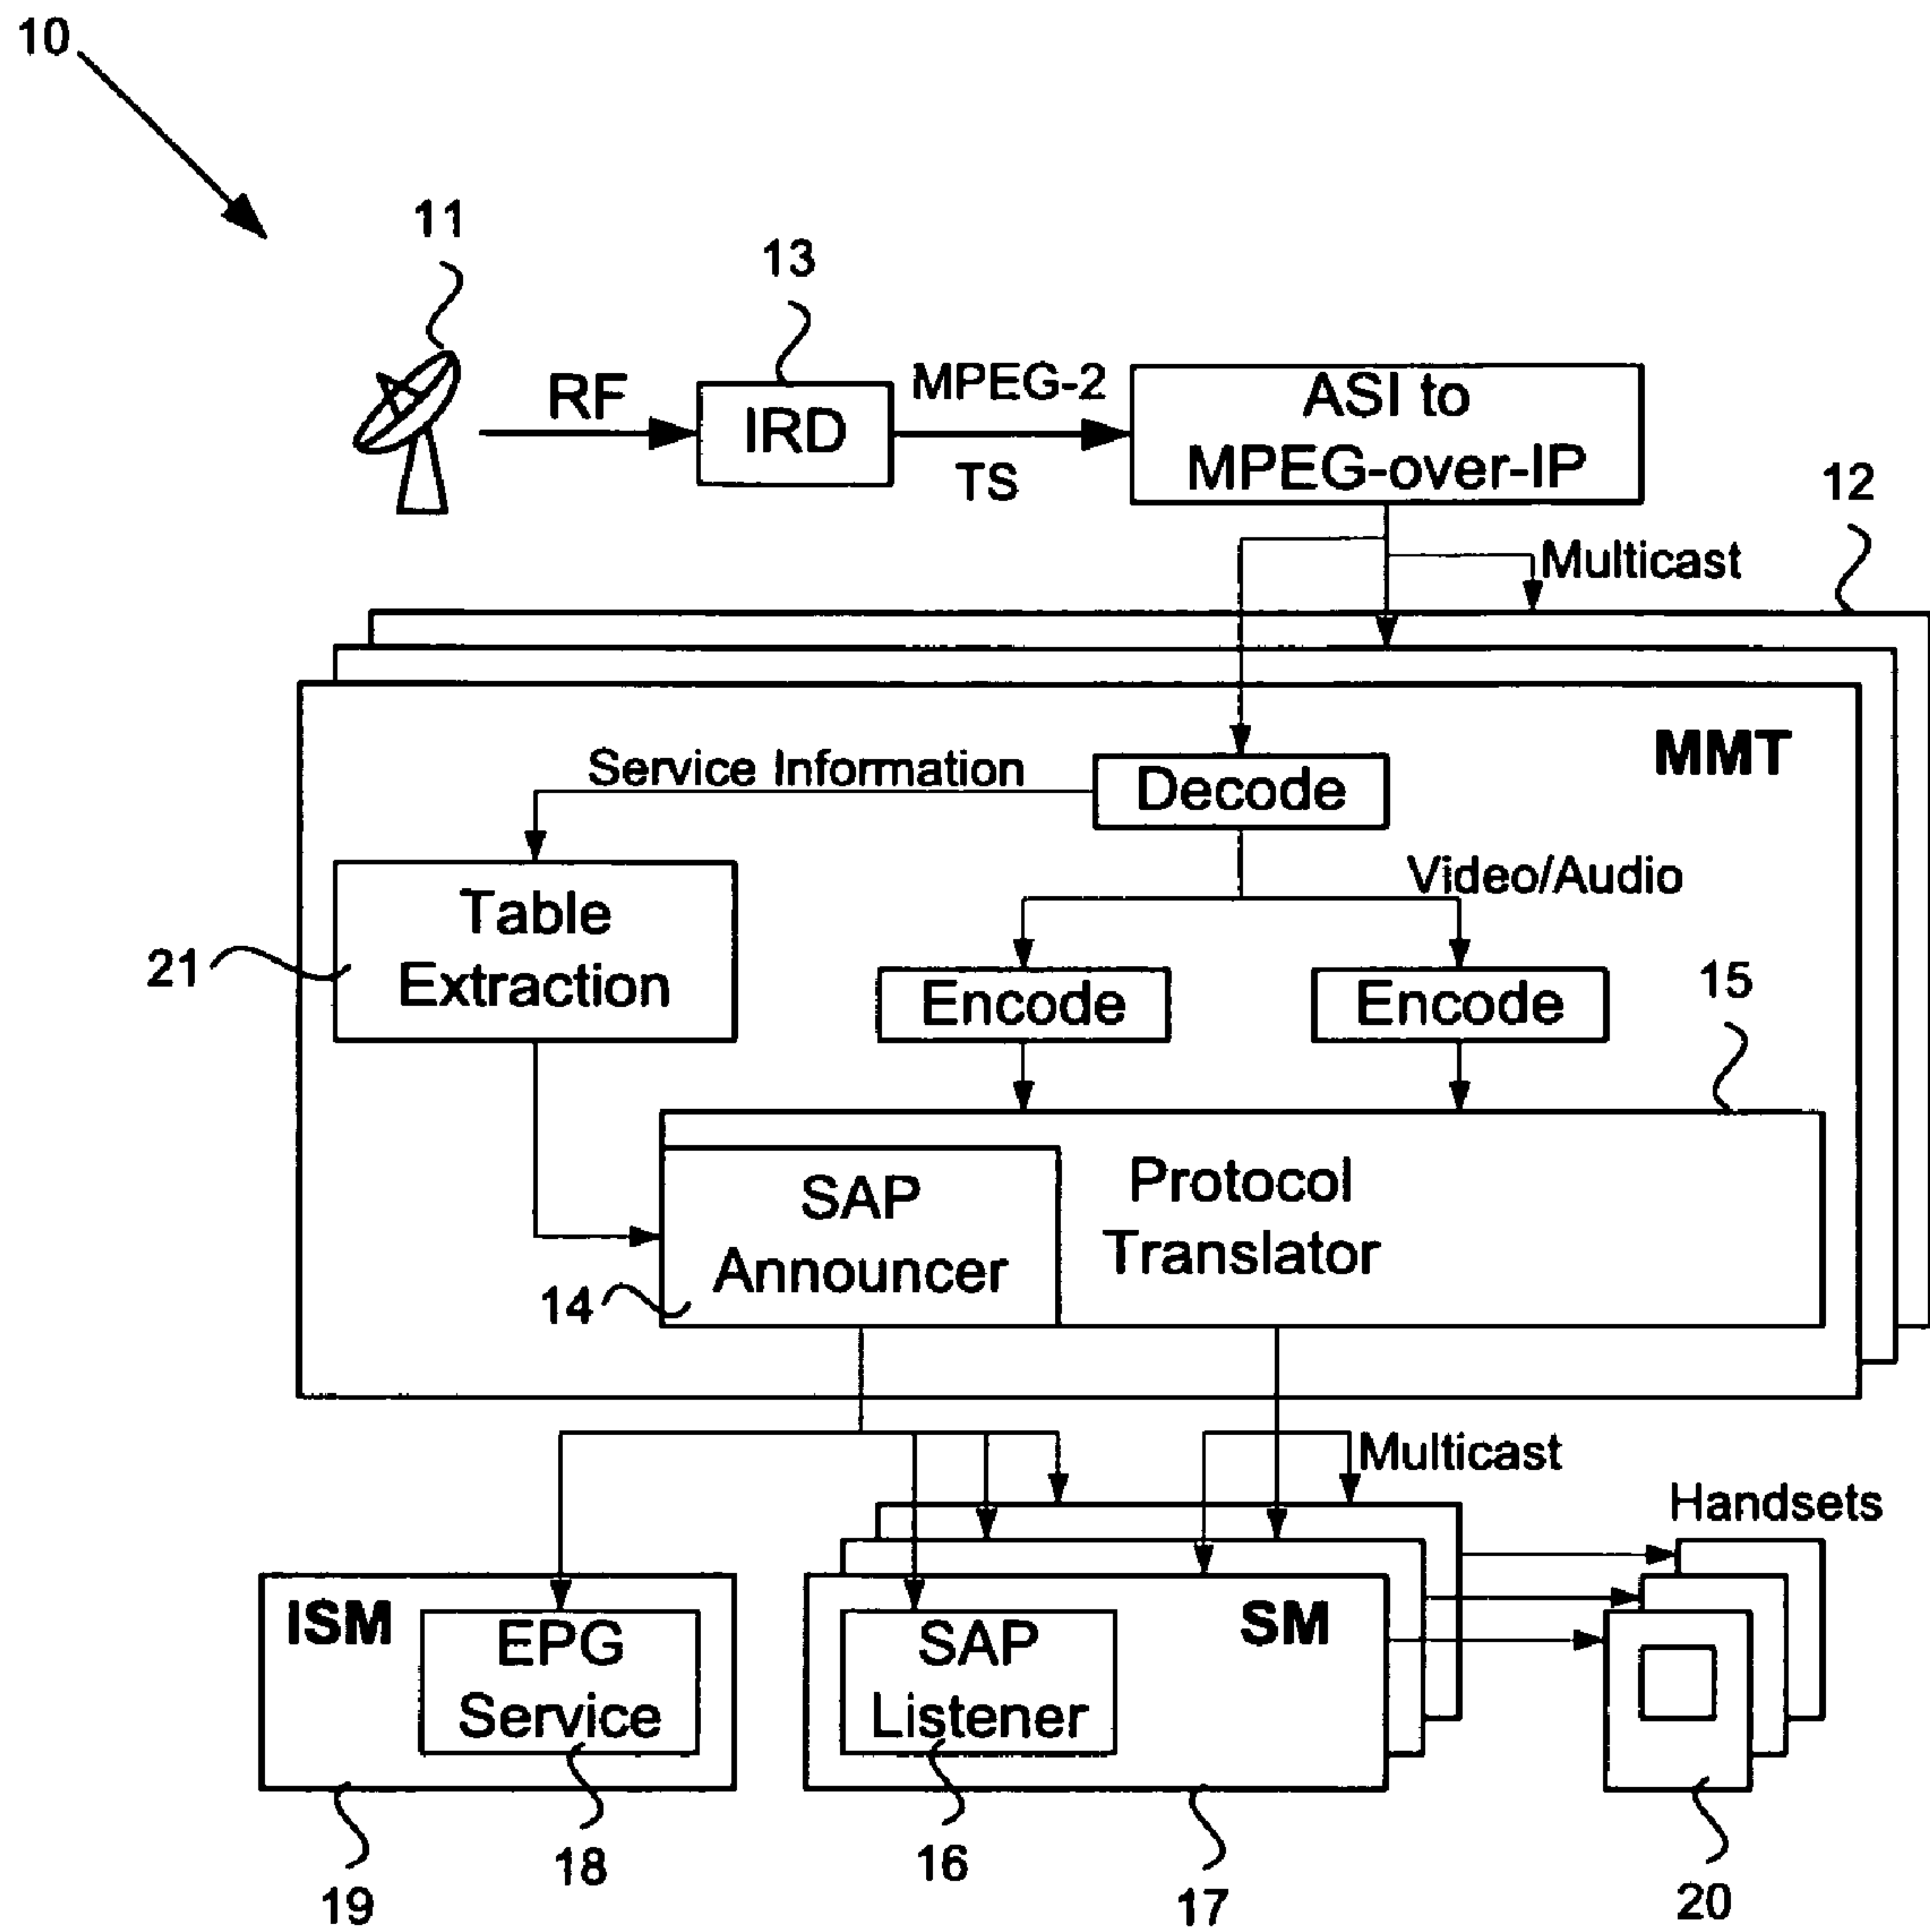 10
11
13
RF
IRD
MPEG-2
TS
ASI to
MPEG-over-IP
12
Multicast
MMT
Service Information
Decode
Video/Audio
Table
Extraction
21
Encode
Encode
15
SAP
Announcer
14
Protocol
Translator
Multicast
Handsets
ISM
EPG
Service
SAP
Listener
SM
18
16
19
17
20